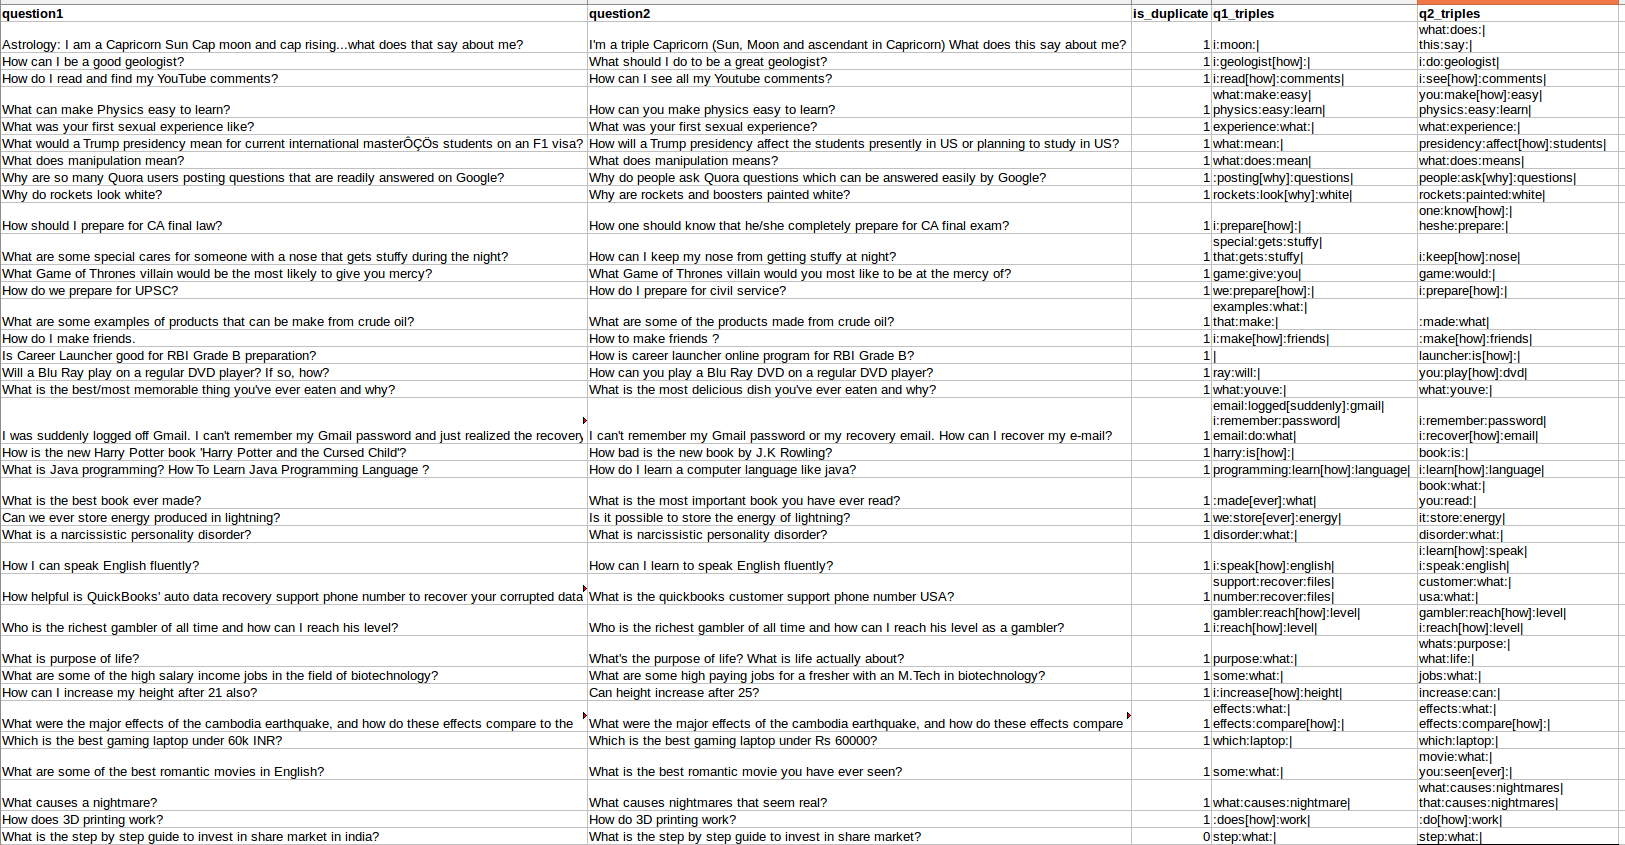 question1 question2 is_duplicate q1_triples q2_triples
what:does:|
Astrology: I am a Capricorn Sun Cap moon and cap rising...what does that say about me? I'm a triple Capricorn (Sun, Moon and ascendant in Capricorn) What does this say about me? 1 i:moon:| this:say:|
How can I be a good geologist? What should I do to be a great geologist? 1 i:geologist[how]:| i:do:geologist|
How do I read and find my YouTube comments? How can I see all my Youtube comments? 1 i:read[how]:comments| i:see[how]:comments|
what:make:easy| you:make[how]:easy|
What can make Physics easy to learn? How can you make physics easy to learn? 1 physics:easy:learn| physics:easy:learn|
What was your first sexual experience like? What was your first sexual experience? 1 experience:what:| what:experience:|
What would a Trump presidency mean for current international masterÔÇÖs students on an F1 visa? How will a Trump presidency affect the students presently in US or planning to study in US? 1 what:mean:| presidency:affect[how]:students|
What does manipulation mean? What does manipulation means? 1 what:does:mean| what:does:means|
Why are so many Quora users posting questions that are readily answered on Google? Why do people ask Quora questions which can be answered easily by Google? 1 :posting[why]:questions| people:ask[why]:questions|
Why do rockets look white? Why are rockets and boosters painted white? 1 rockets:look[why]:white| rockets:painted:white|
one:know[how]:|
How should I prepare for CA final law? How one should know that he/she completely prepare for CA final exam? 1 i:prepare[how]:| heshe:prepare:|
special:gets:stuffy|
What are some special cares for someone with a nose that gets stuffy during the night? How can I keep my nose from getting stuffy at night? 1 that:gets:stuffy| i:keep[how]:nose|
What Game of Thrones villain would be the most likely to give you mercy? What Game of Thrones villain would you most like to be at the mercy of? 1 game:give:you| game:would:|
How do we prepare for UPSC? How do I prepare for civil service? 1 we:prepare[how]:| i:prepare[how]:|
examples:what:|
What are some examples of products that can be make from crude oil? What are some of the products made from crude oil? 1 that:make:| :made:what|
How do I make friends. How to make friends ? 1 i:make[how]:friends| :make[how]:friends|
Is Career Launcher good for RBI Grade B preparation? How is career launcher online program for RBI Grade B? 1 | launcher:is[how]:|
Will a Blu Ray play on a regular DVD player? If so, how? How can you play a Blu Ray DVD on a regular DVD player? 1 ray:will:| you:play[how]:dvd|
What is the best/most memorable thing you've ever eaten and why? What is the most delicious dish you've ever eaten and why? 1 what:youve:| what:youve:|
email:logged[suddenly]:gmail|
i:remember:password| i:remember:password|
I was suddenly logged off Gmail. I can't remember my Gmail password and just realized the recovery I can't remember my Gmail password or my recovery email. How can I recover my e-mail? 1 email:do:what| i:recover[how]:email|
How is the new Harry Potter book 'Harry Potter and the Cursed Child'? How bad is the new book by J.K Rowling? 1 harry:is[how]:| book:is:|
What is Java programming? How To Learn Java Programming Language ? How do I learn a computer language like java? 1 programming:learn[how]:language| i:learn[how]:language|
book:what:|
What is the best book ever made? What is the most important book you have ever read? 1 :made[ever]:what| you:read:|
Can we ever store energy produced in lightning? Is it possible to store the energy of lightning? 1 we:store[ever]:energy| it:store:energy|
What is a narcissistic personality disorder? What is narcissistic personality disorder? 1 disorder:what:| disorder:what:|
i:learn[how]:speak|
How I can speak English fluently? How can I learn to speak English fluently? 1 i:speak[how]:english| i:speak:english|
support:recover:files| customer:what:|
How helpful is QuickBooks' auto data recovery support phone number to recover your corrupted data What is the quickbooks customer support phone number USA? 1 number:recover:files| usa:what:|
gambler:reach[how]:level| gambler:reach[how]:level|
Who is the richest gambler of all time and how can I reach his level? Who is the richest gambler of all time and how can I reach his level as a gambler? 1 i:reach[how]:level| i:reach[how]:level|
whats:purpose:|
What is purpose of life? What's the purpose of life? What is life actually about? 1 purpose:what:| what:life:|
What are some of the high salary income jobs in the field of biotechnology? What are some high paying jobs for a fresher with an M.Tech in biotechnology? 1 some:what:| jobs:what:|
How can I increase my height after 21 also? Can height increase after 25? 1 i:increase[how]:height| increase:can:|
effects:what:| effects:what:|
What were the major effects of the cambodia earthquake, and how do these effects compare to the What were the major effects of the cambodia earthquake, and how do these effects compare 1 effects:compare[how]:| effects:compare[how]:|
Which is the best gaming laptop under 60k INR? Which is the best gaming laptop under Rs 60000? 1 which:laptop:| which:laptop:|
movie:what:|
What are some of the best romantic movies in English? What is the best romantic movie you have ever seen? 1 some:what:| you:seen[ever]:|
what:causes:nightmares|
What causes a nightmare? What causes nightmares that seem real? 1 what:causes:nightmare| that:causes:nightmares|
How does 3D printing work? How do 3D printing work? 1 :does[how]:work| :do[how]:work|
What is the step by step guide to invest in share market in india? What is the step by step guide to invest in share market? 0 step:what:| step:what:|